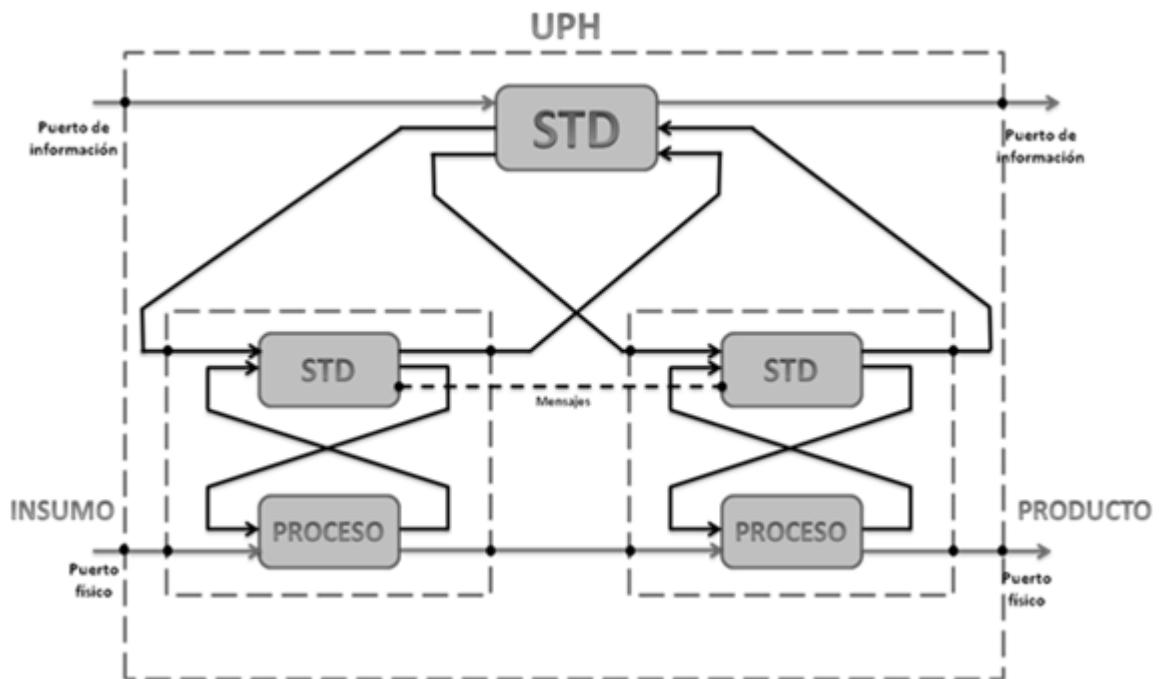 UPH
STD
Puerto de
información
Puerto de
información
STD
STD
Mensajes
INSUMO
PROCESO
PROCESO
PRODUCTO
Puerto
físico
Puerto
físico